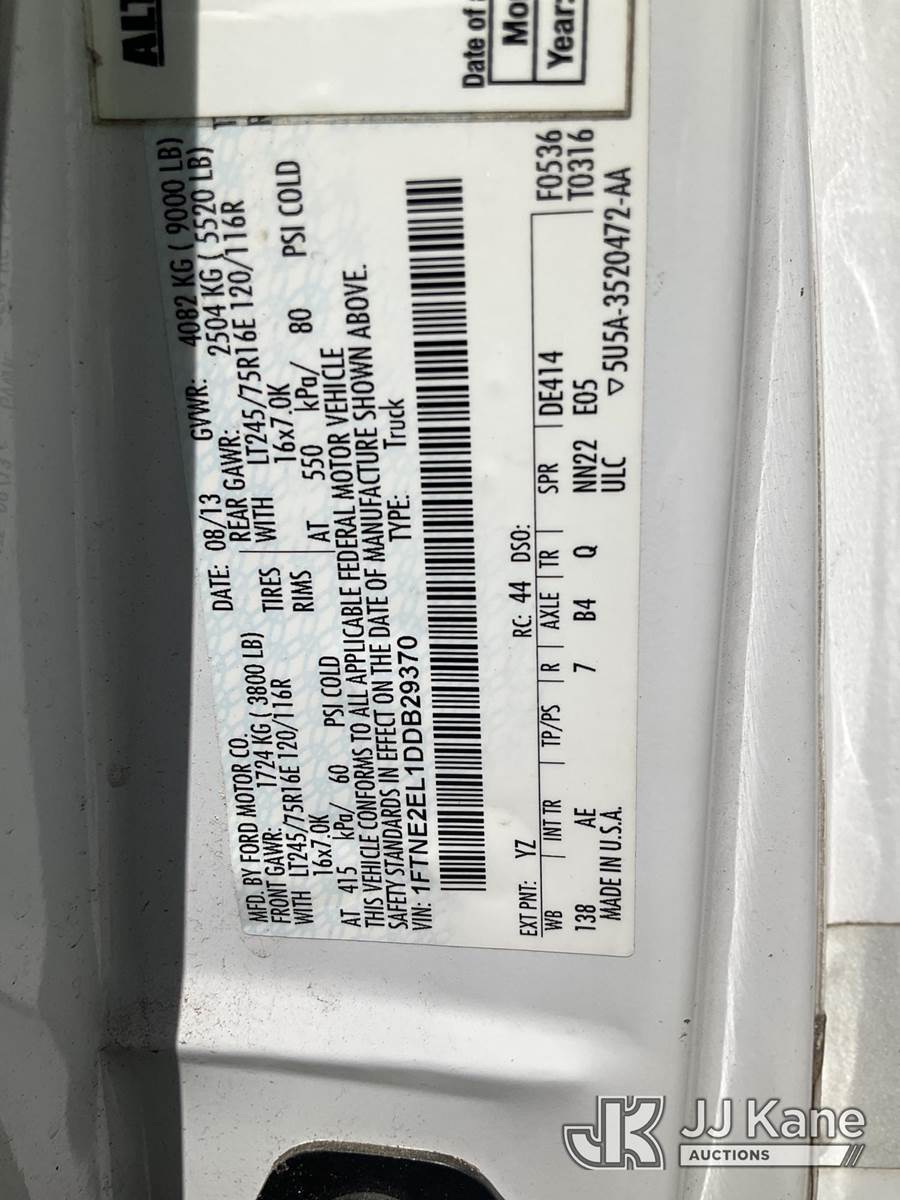 MFD. BY FORD MOTOR CO.
DATE: 08/13 GVWR: 4082 KG ( 9000 LB)
FRONT GAWR: 1724 KG ( 3800 LB) REAR GAWR: 2504 KG ( 5520 LB)
WITH LT245/75R16E 120/116R TIRES WITH LT245/75R16E 120/116R
16x7.0K RIMS 16x7.0K
AT 415 kPa/ 60 PSI COLD AT 550 kPa/ 80 PSI COLD
THIS VEHICLE CONFORMS TO ALL APPLICABLE FEDERAL MOTOR VEHICLE
SAFETY STANDARDS IN EFFECT ON THE DATE OF MANUFACTURE SHOWN ABOVE.
VIN: 1FTNE2EL1DDB29370 TYPE: Truck
EXT PNT: YZ RC: 44 DSO:
WB INT TR TP/PS R AXLE TR SPR DE414 F0536
138 AE 7 B4 Q NN22 E05 T0316
MADE IN U.S.A. ULC ▽5U5A-3520472-AA
Date of
Mo
Year:
JK JJ Kane
AUCTIONS